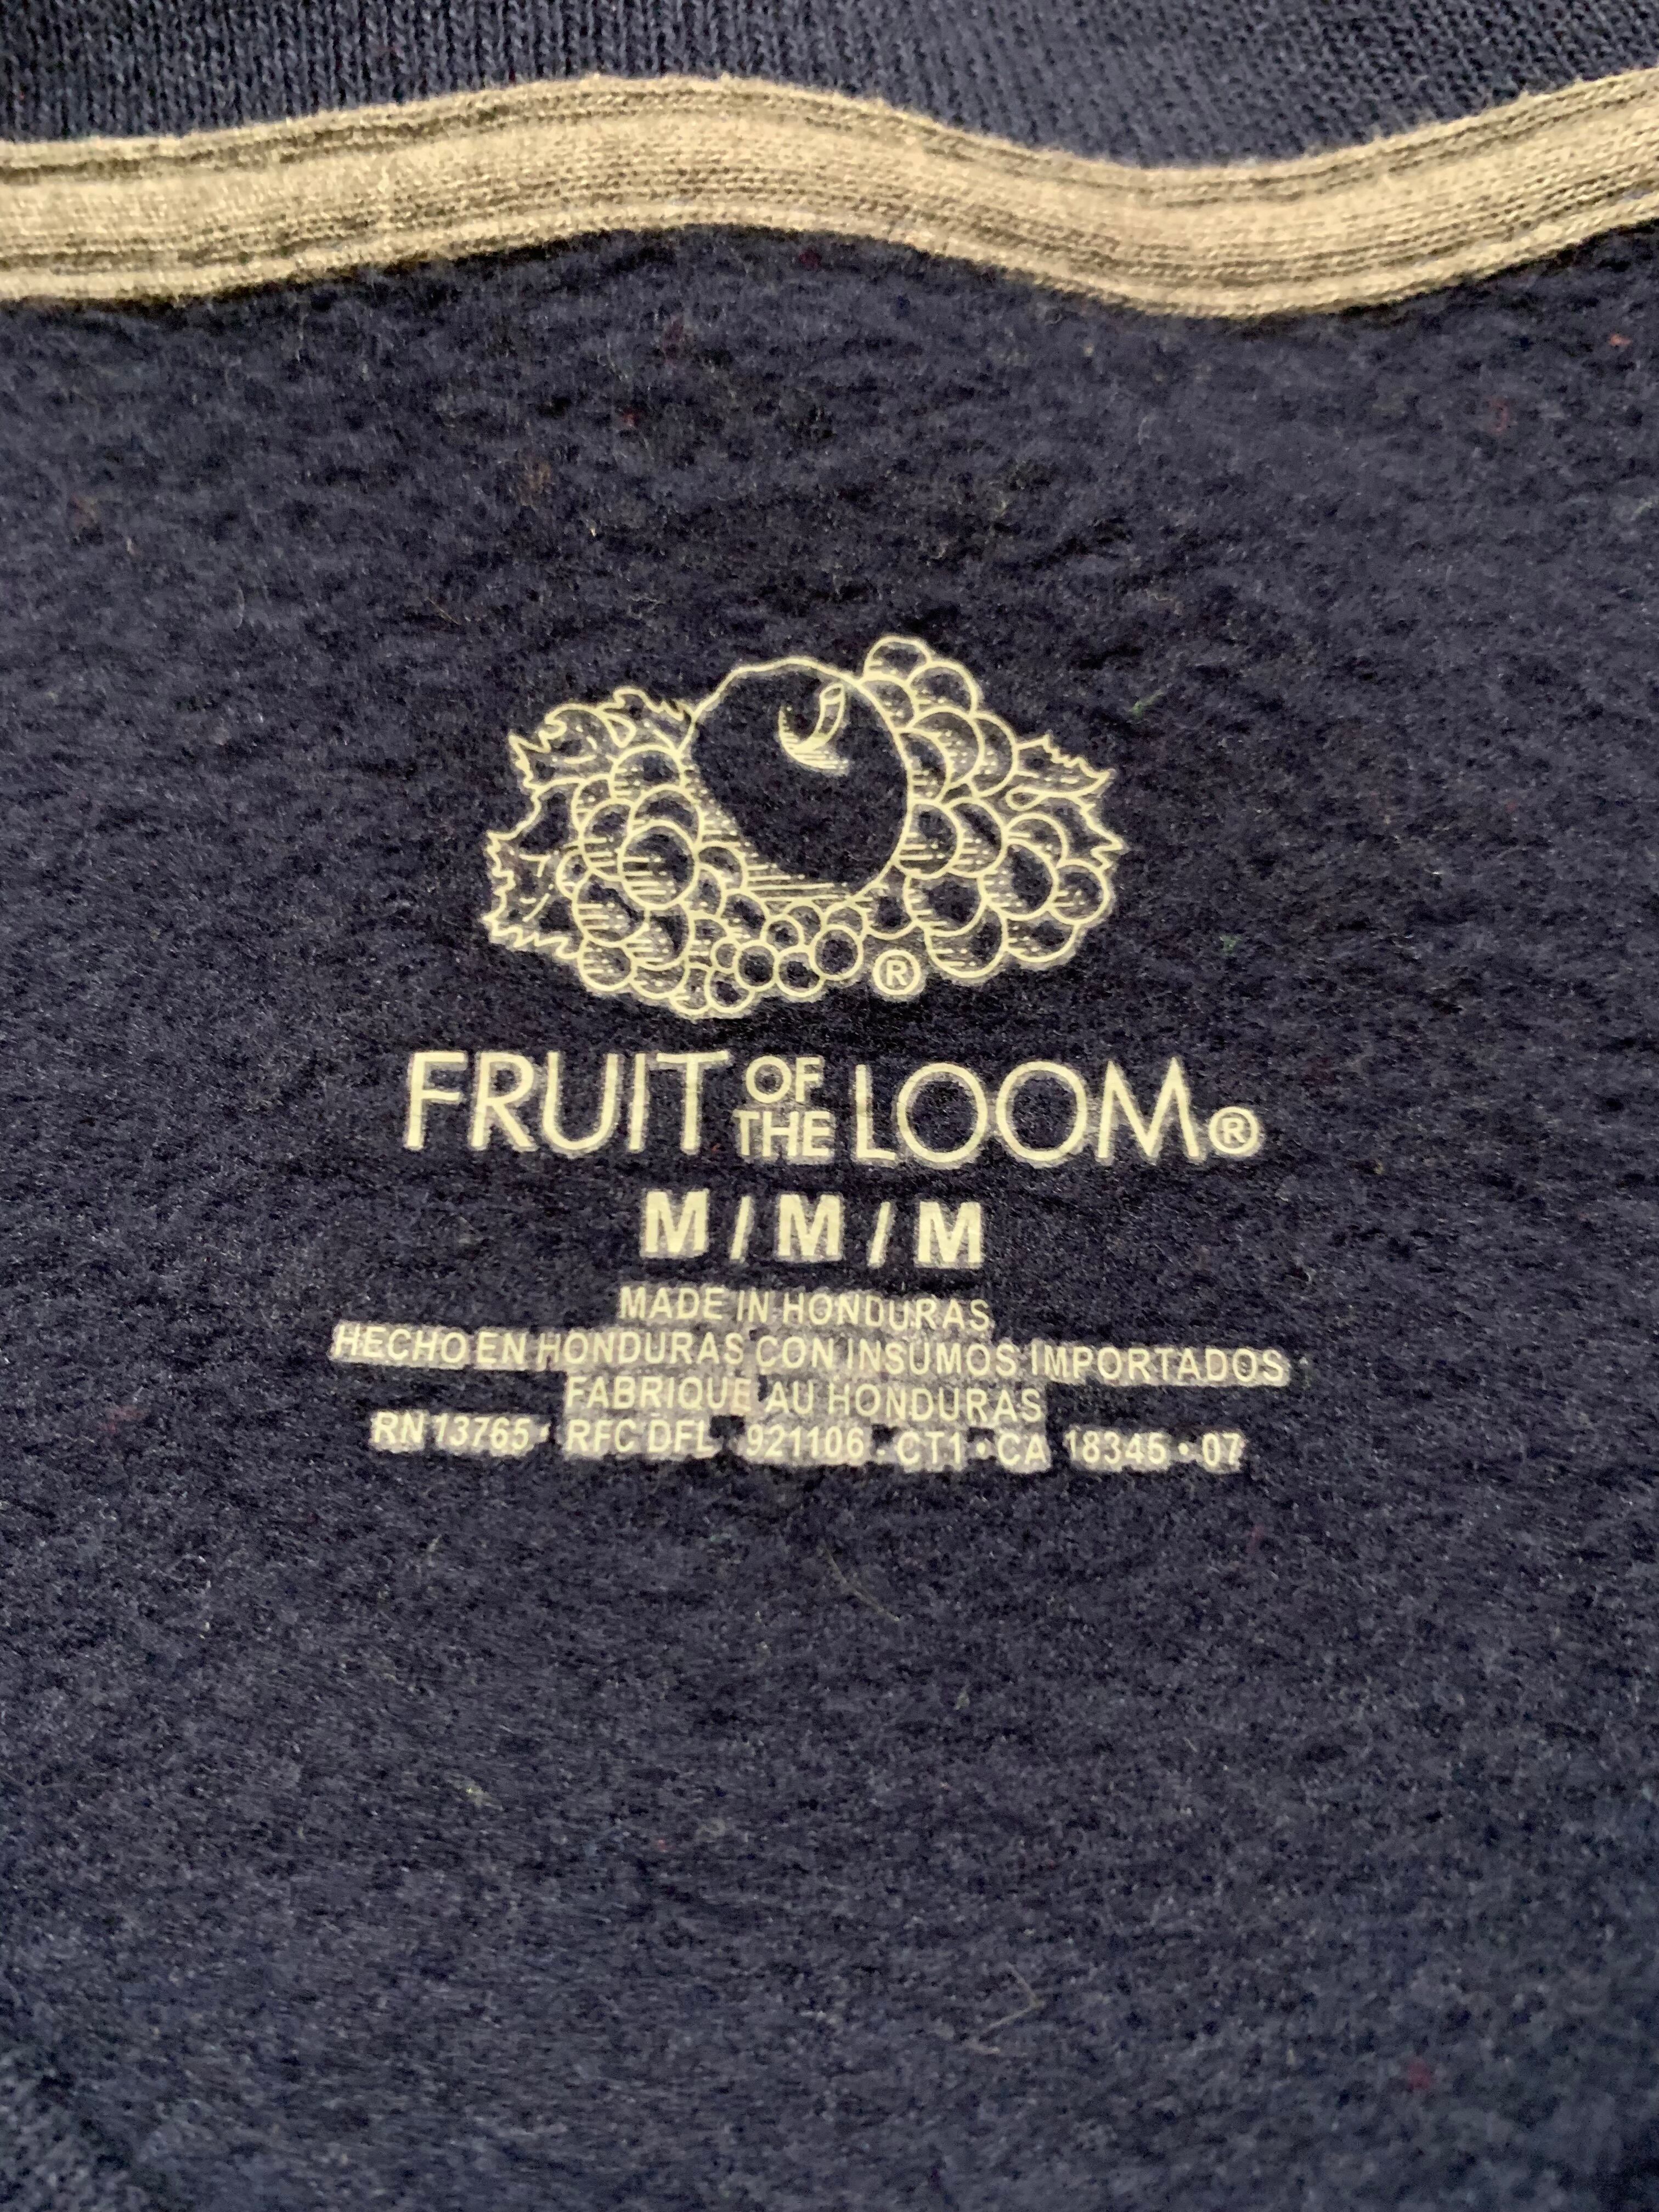 ®
FRUIT OF THE LOOM®
M / M / M
MADE IN HONDURAS
HECHO EN HONDURAS CON INSUMOS IMPORTADOS
FABRIQUE AU HONDURAS
RN 13765 • RFC DFL - 921106 - CT1 • CA 18345 • 07